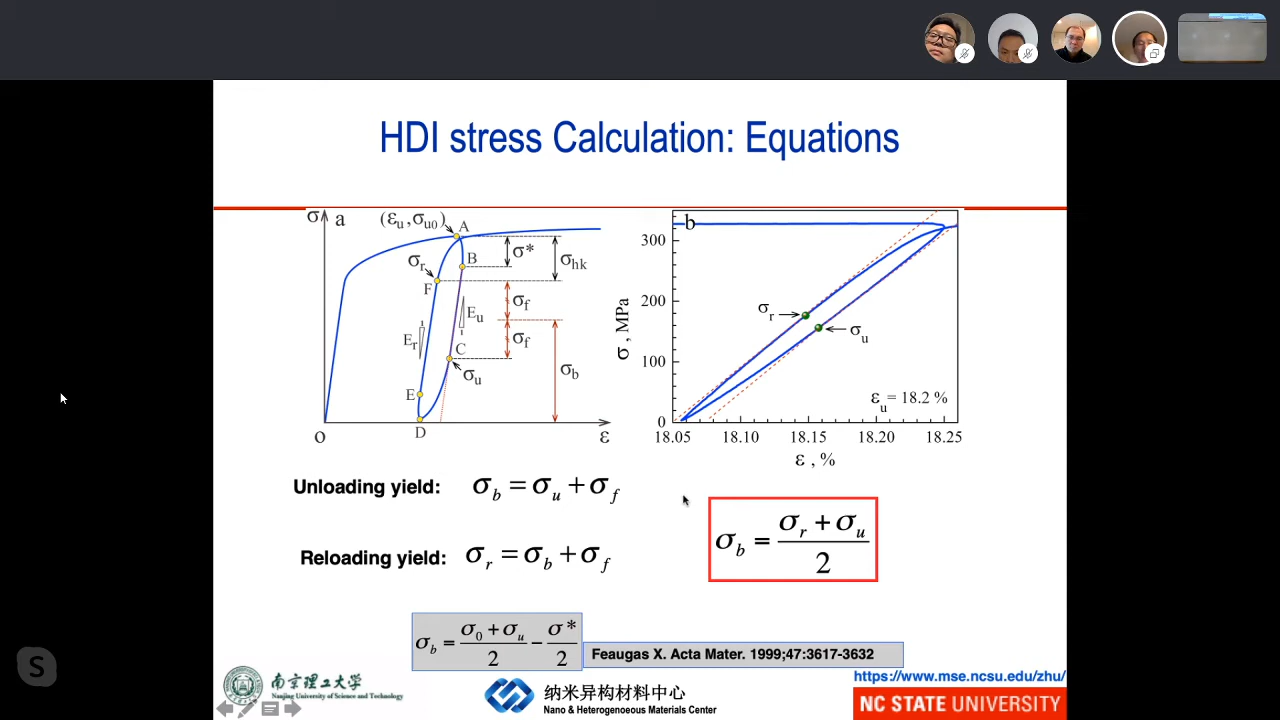 HDI stress Calculation: Equations
σ a (εu,σu0) A
σ*
B
σhk
σr
F
σf
Eu
Er
σf
C
σb
σu
E
D
O ε
b
300
σr
200
σu
σ , MPa
100
εu = 18.2 %
0
18.05 18.10 18.15 18.20 18.25
ε , %
Unloading yield: σb = σu + σf
σb = (σr + σu)/2
Reloading yield: σr = σb + σf
σb = (σ0 + σu)/2 − σ*/2
Feaugas X. Acta Mater. 1999;47:3617-3632
https://www.mse.ncsu.edu/zhu/
南京理工大学
Nanjing University of Science and Technology
纳米异构材料中心
Nano & Heterogenoeous Materials Center
NC STATE UNIVERSITY
S